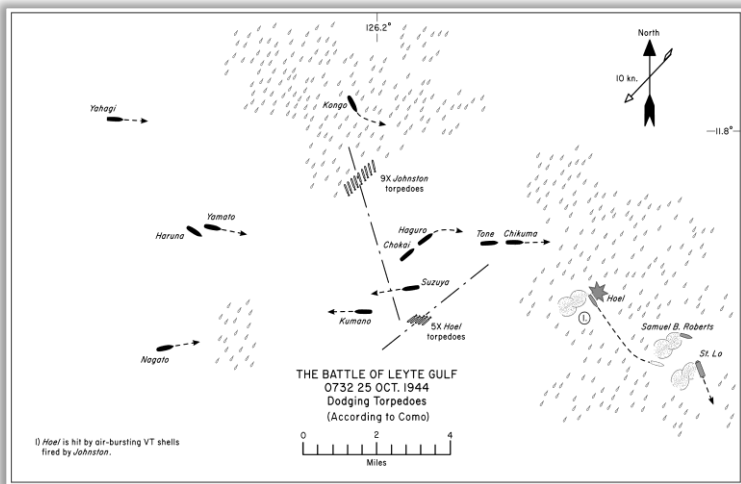 126.2°
North
10 kn.
Yahagi
Kongo
11.8°
9X Johnston
torpedoes
Haruna
Yamato
Haguro
Chokai
Tone
Chikuma
Suzuya
Kumano
Hoel
1.
5X Hoel
torpedoes
Samuel B. Roberts
St. Lo
Nagato
THE BATTLE OF LEYTE GULF
0732 25 OCT. 1944
Dodging Torpedoes
(According to Como)
0 2 4
Miles
1) Hoel is hit by air-bursting VT shells
fired by Johnston.